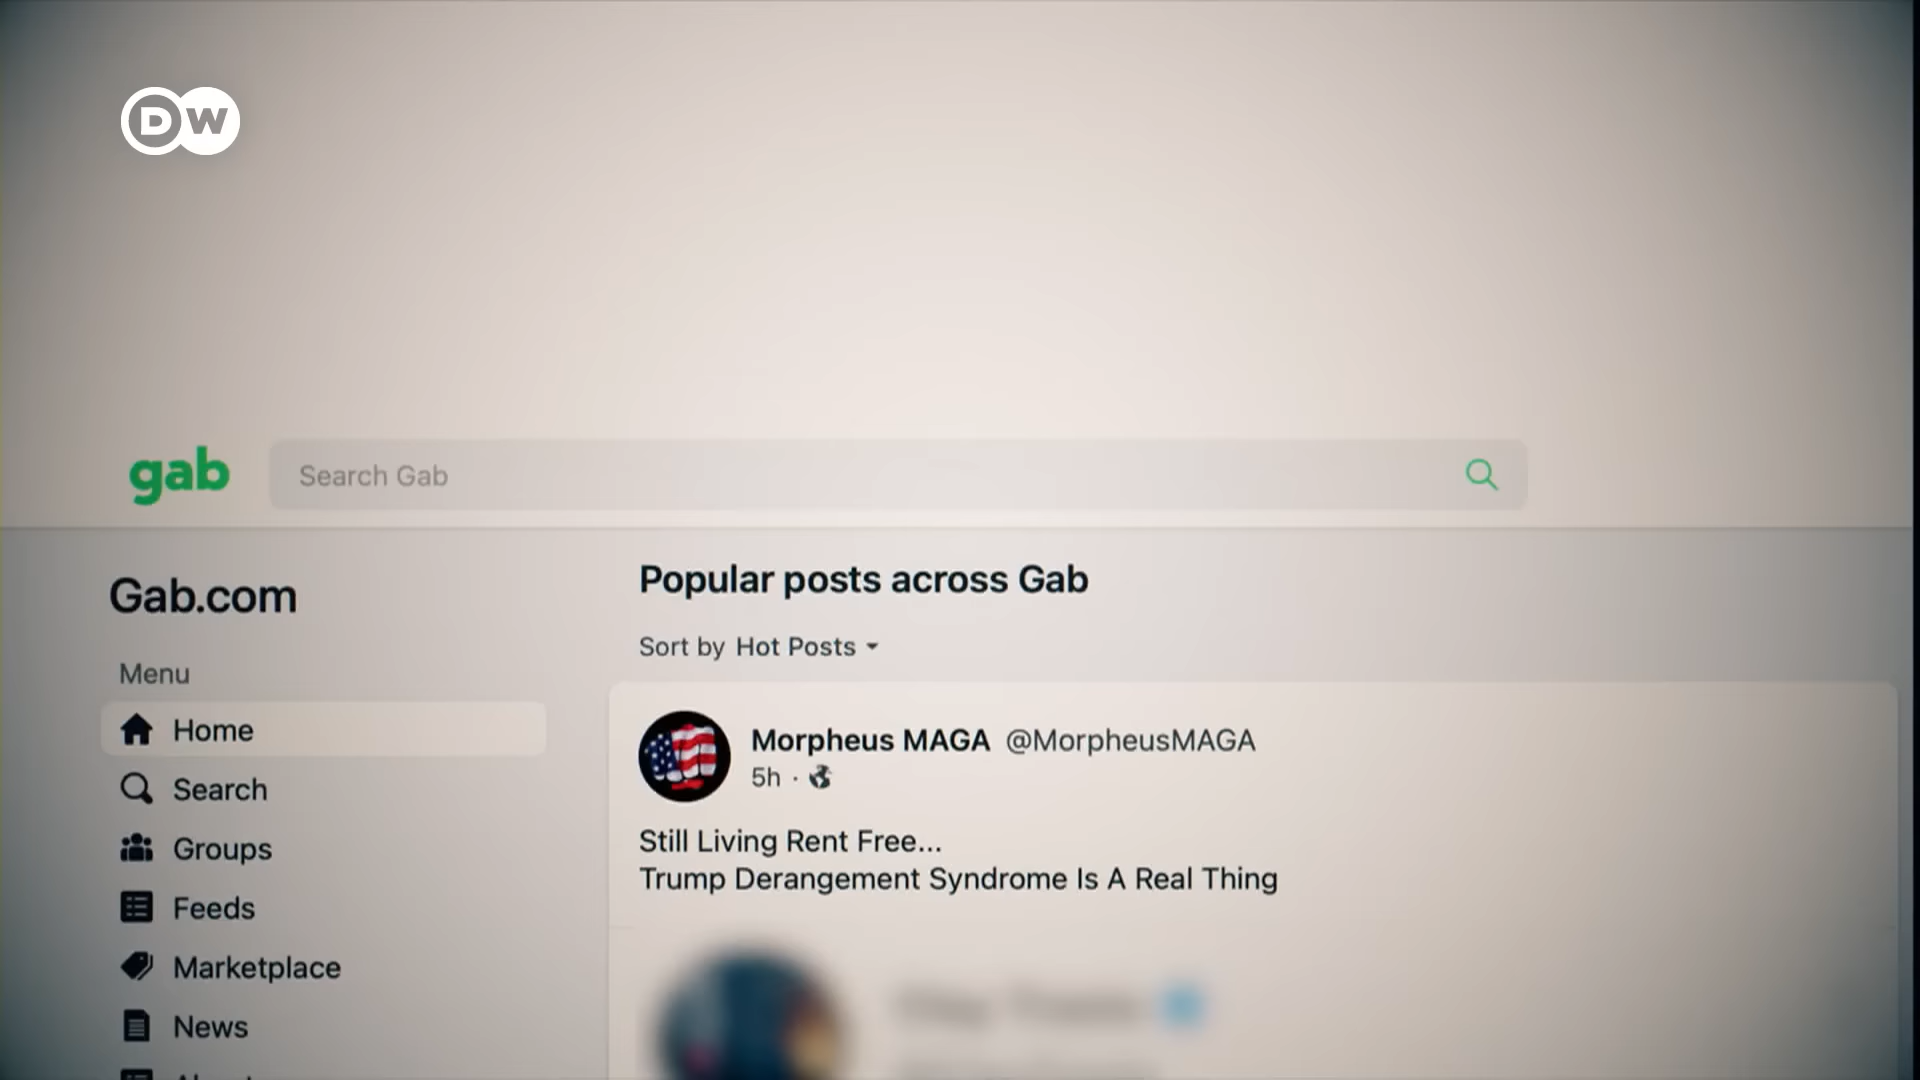 DW
gab
Search Gab
Gab.com
Menu
Home
Search
Groups
Feeds
Marketplace
News
Popular posts across Gab
Sort by Hot Posts
Morpheus MAGA @MorpheusMAGA
5h ·
Still Living Rent Free...
Trump Derangement Syndrome Is A Real Thing